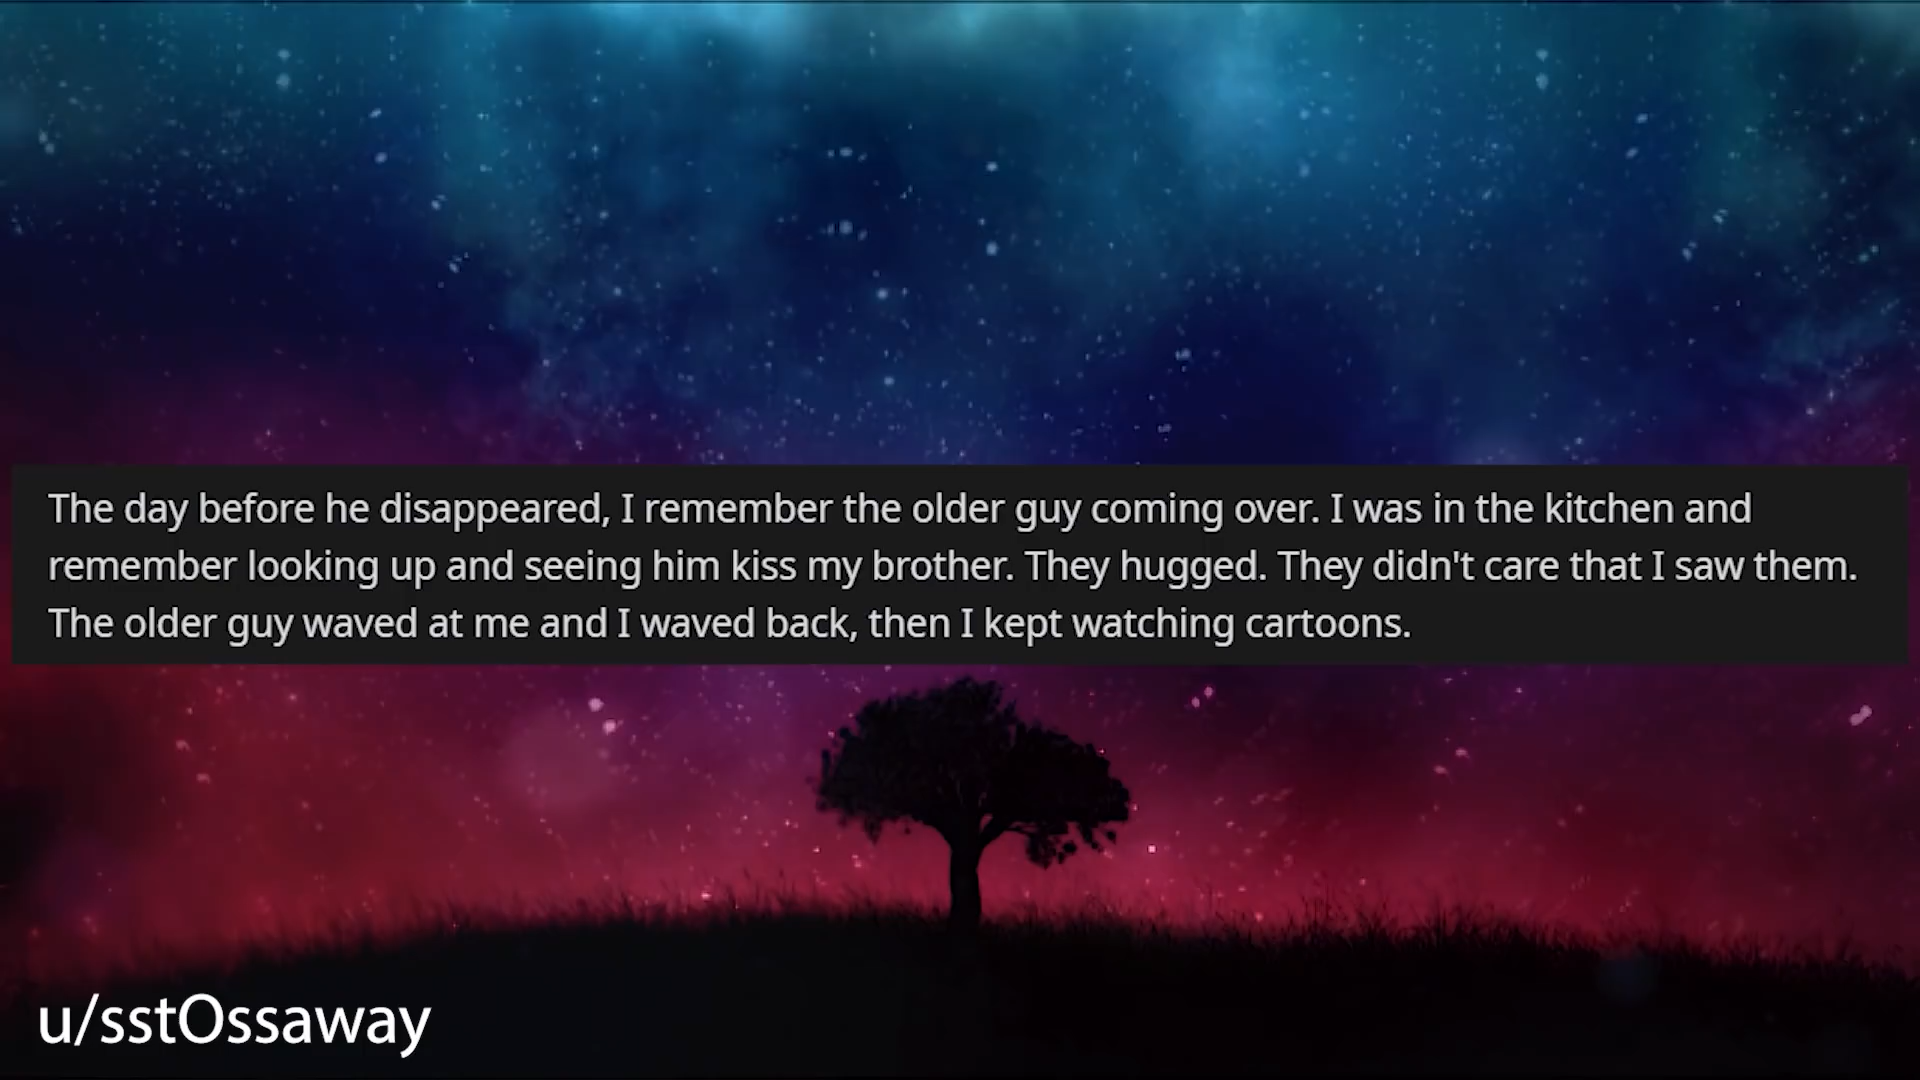 The day before he disappeared, I remember the older guy coming over. I was in the kitchen and
remember looking up and seeing him kiss my brother. They hugged. They didn't care that I saw them.
The older guy waved at me and I waved back, then I kept watching cartoons.
u/sstOssaway